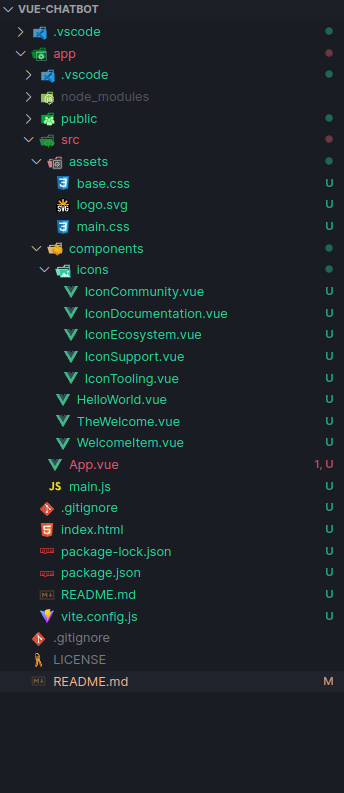 VUE-CHATBOT
.vscode
app
.vscode
node_modules
public
src
assets
base.css U
logo.svg U
main.css U
components
icons
IconCommunity.vue U
IconDocumentation.vue U
IconEcosystem.vue U
IconSupport.vue U
IconTooling.vue U
HelloWorld.vue U
TheWelcome.vue U
WelcomeItem.vue U
App.vue 1, U
JS main.js U
.gitignore U
index.html U
package-lock.json U
package.json U
README.md U
vite.config.js U
.gitignore
LICENSE
README.md M